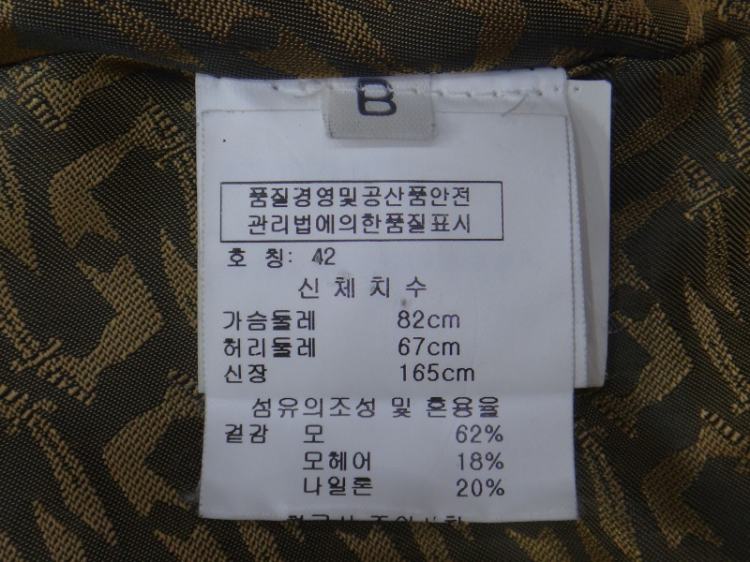 B
품질경영및공산품안전
관리법에의한품질표시
호 칭: 42
신 체 치 수
가슴둘레 82cm
허리둘레 67cm
신장 165cm
섬유의조성 및 혼용율
겉감 모 62%
모헤어 18%
나일론 20%